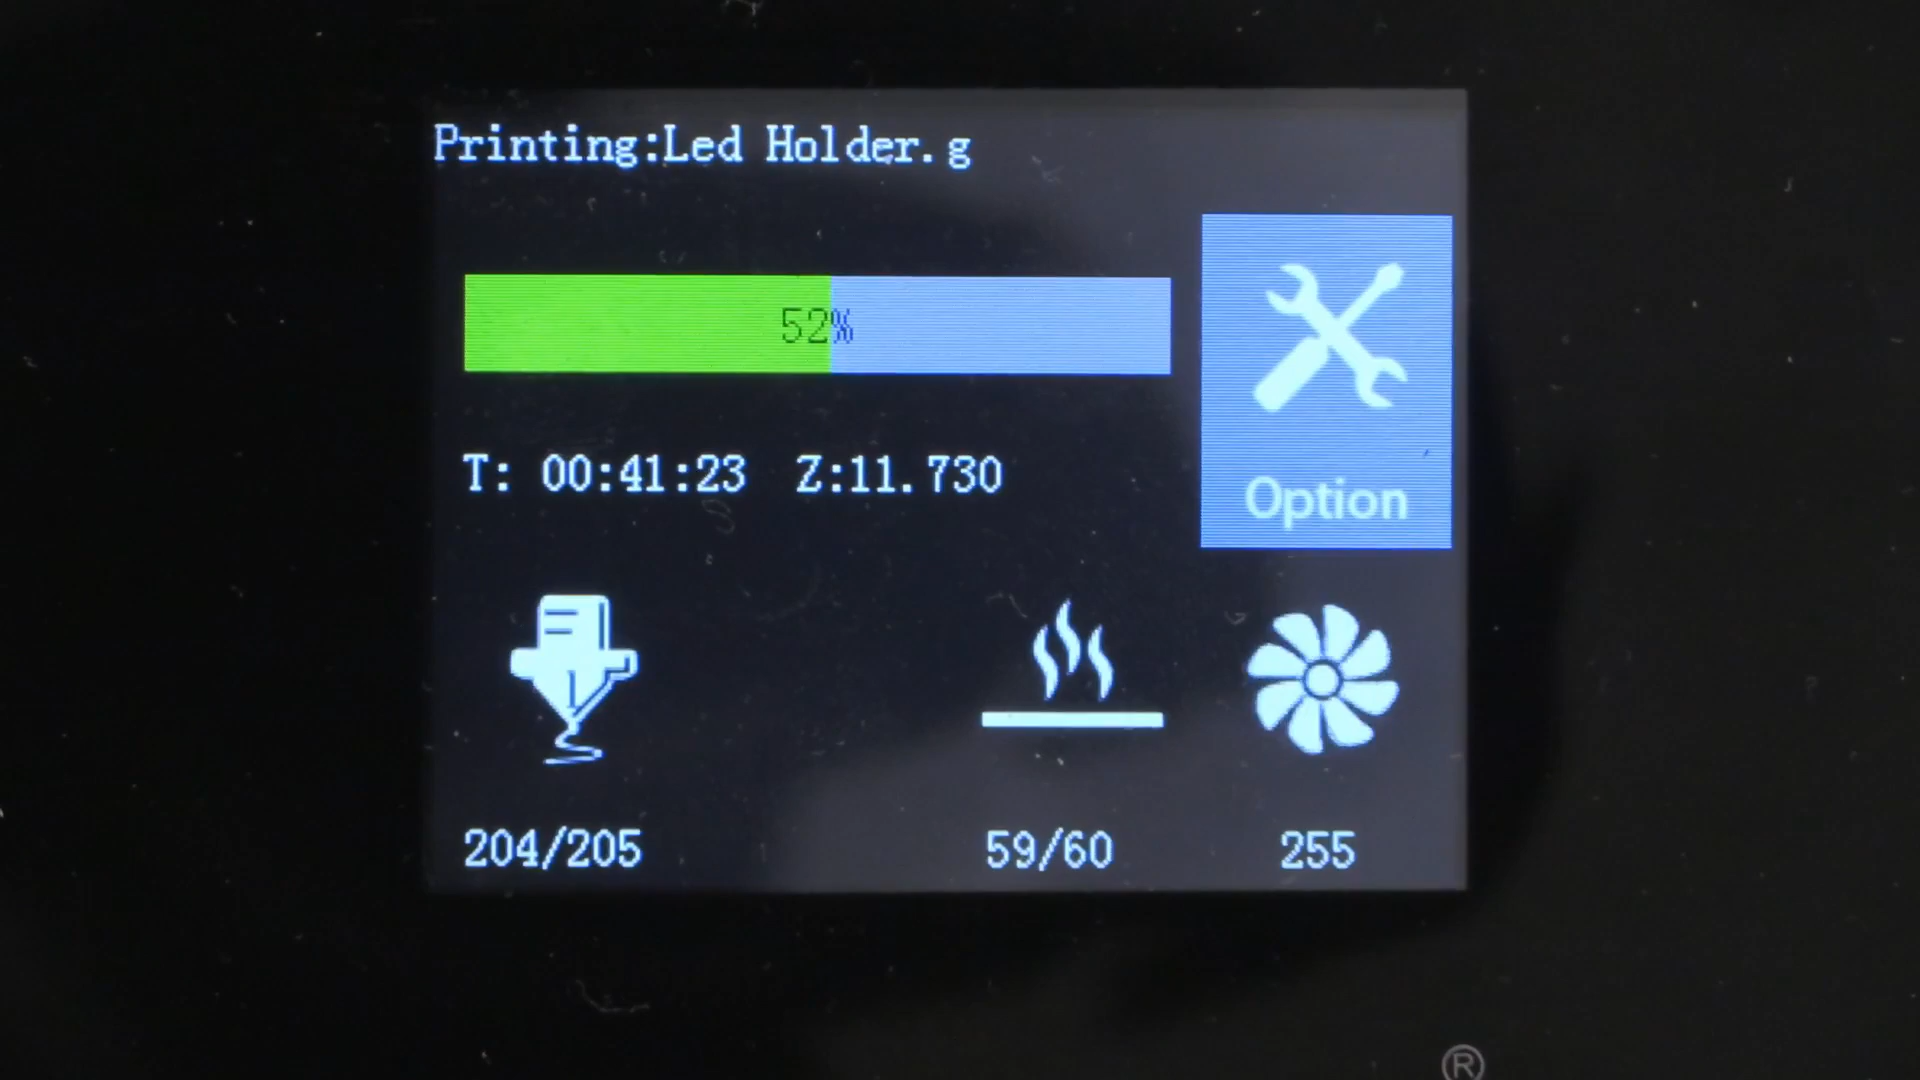 Printing:Led Holder.g
52%
T: 00:41:23 Z:11.730
Option
204/205 59/60 255
®